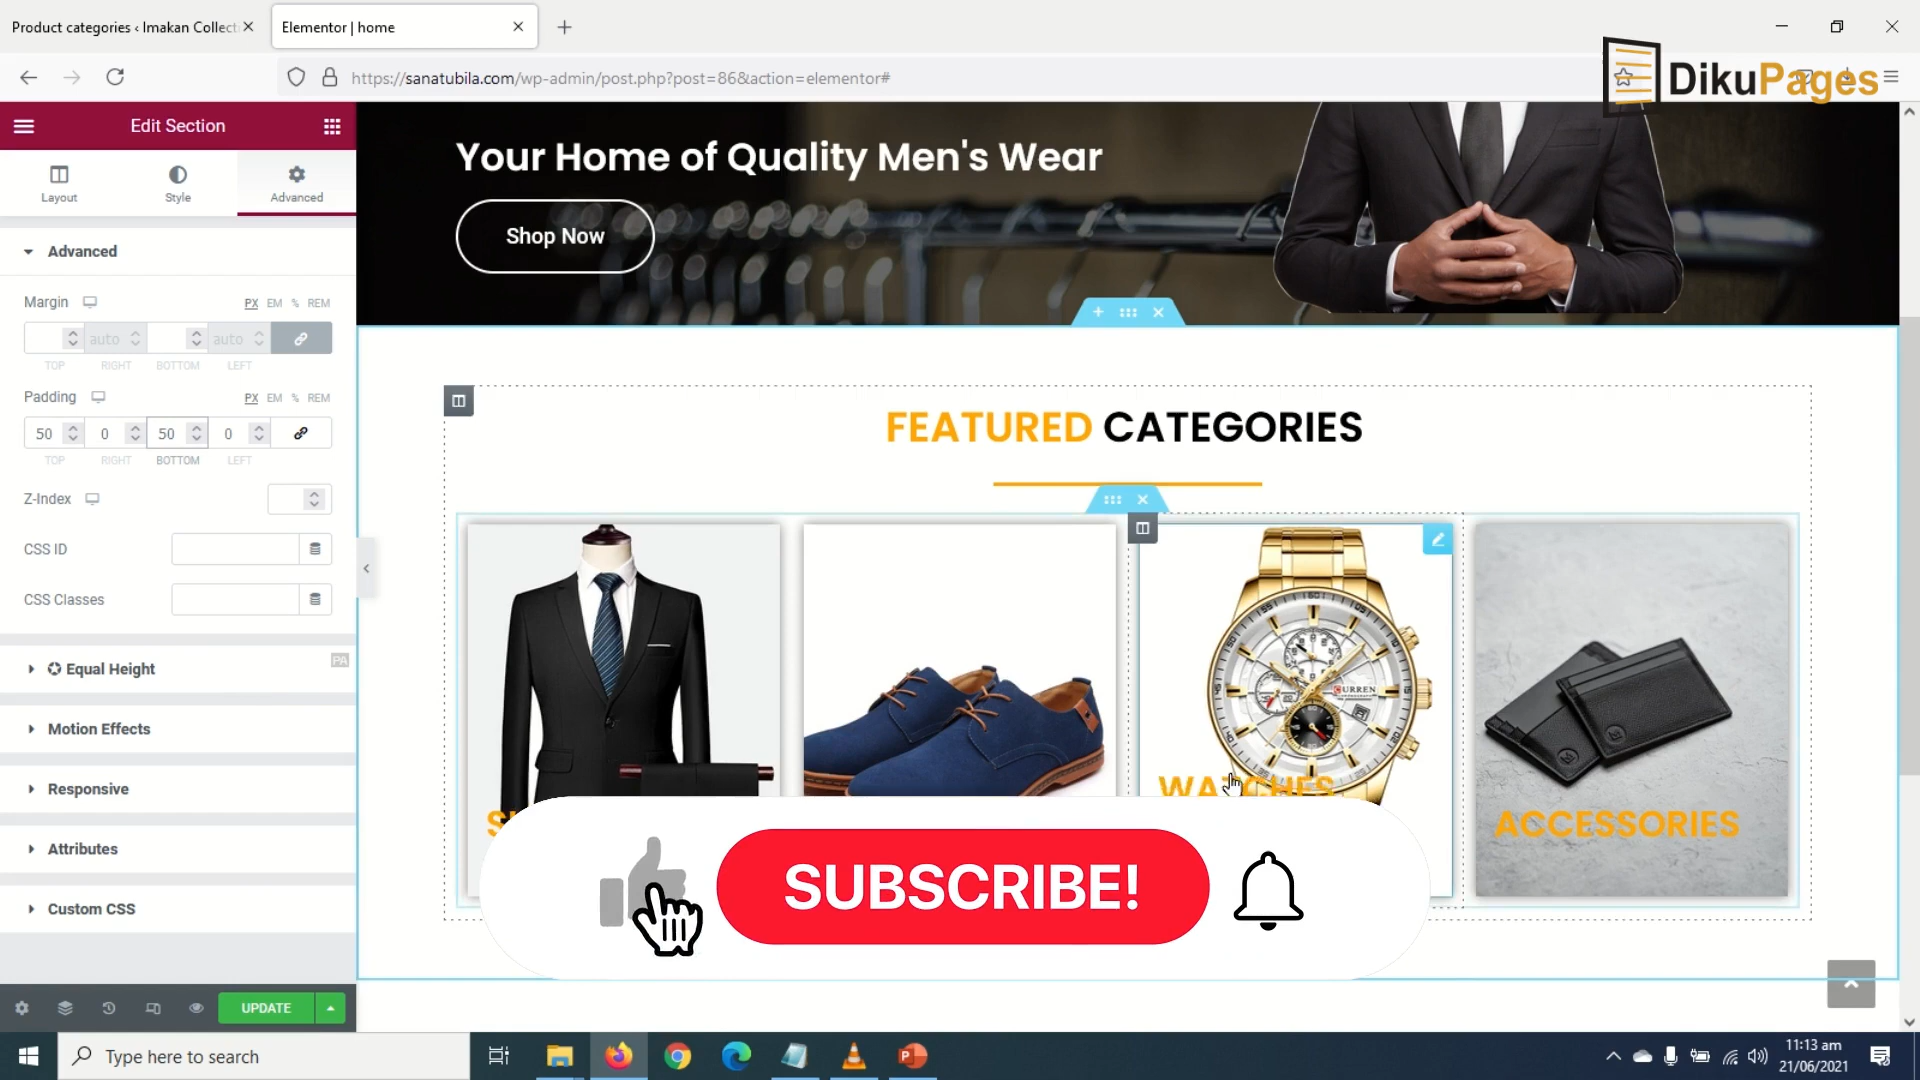 Product categories ‹ Imakan Collect
Elementor | home
https://sanatubila.com/wp-admin/post.php?post=86&action=elementor#
DikuPages
Edit Section
Layout
Style
Advanced
Advanced
Margin
PX EM % REM
auto
auto
TOP RIGHT BOTTOM LEFT
Padding
PX EM % REM
50 0 50 0
TOP RIGHT BOTTOM LEFT
Z-Index
CSS ID
CSS Classes
Equal Height
PA
Motion Effects
Responsive
Attributes
Custom CSS
UPDATE
Your Home of Quality Men's Wear
Shop Now
FEATURED CATEGORIES
CURREN
WATCHES
ACCESSORIES
SUBSCRIBE!
Type here to search
11:13 am
21/06/2021